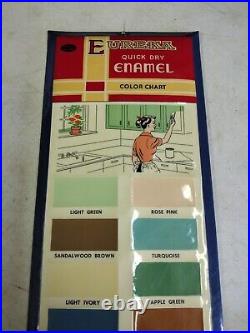 EUREKA
QUICK DRY
ENAMEL
COLOR CHART
LIGHT GREEN
ROSE PINK
SANDALWOOD BROWN
TURQUOISE
LIGHT IVORY
APPLE GREEN